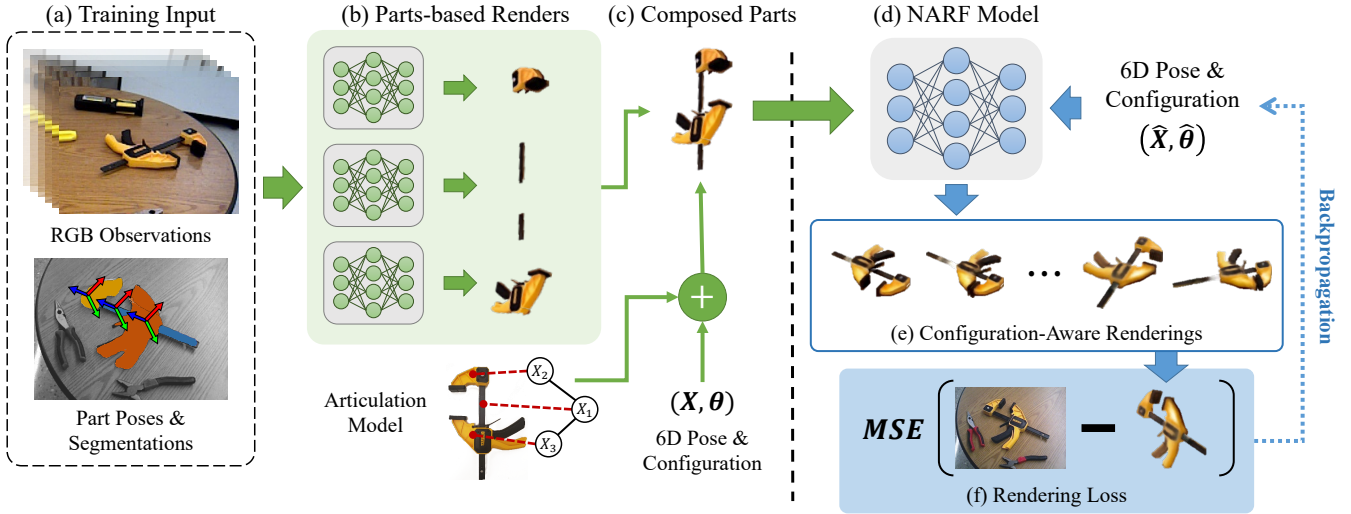 (a) Training Input
RGB Observations
Part Poses &
Segmentations
(b) Parts-based Renders
(c) Composed Parts
Articulation
Model
X₂
X₁
X₃
+
(X, θ)
6D Pose &
Configuration
(d) NARF Model
6D Pose &
Configuration
(X̂, θ̂)
Backpropagation
...
(e) Configuration-Aware Renderings
MSE
(f) Rendering Loss